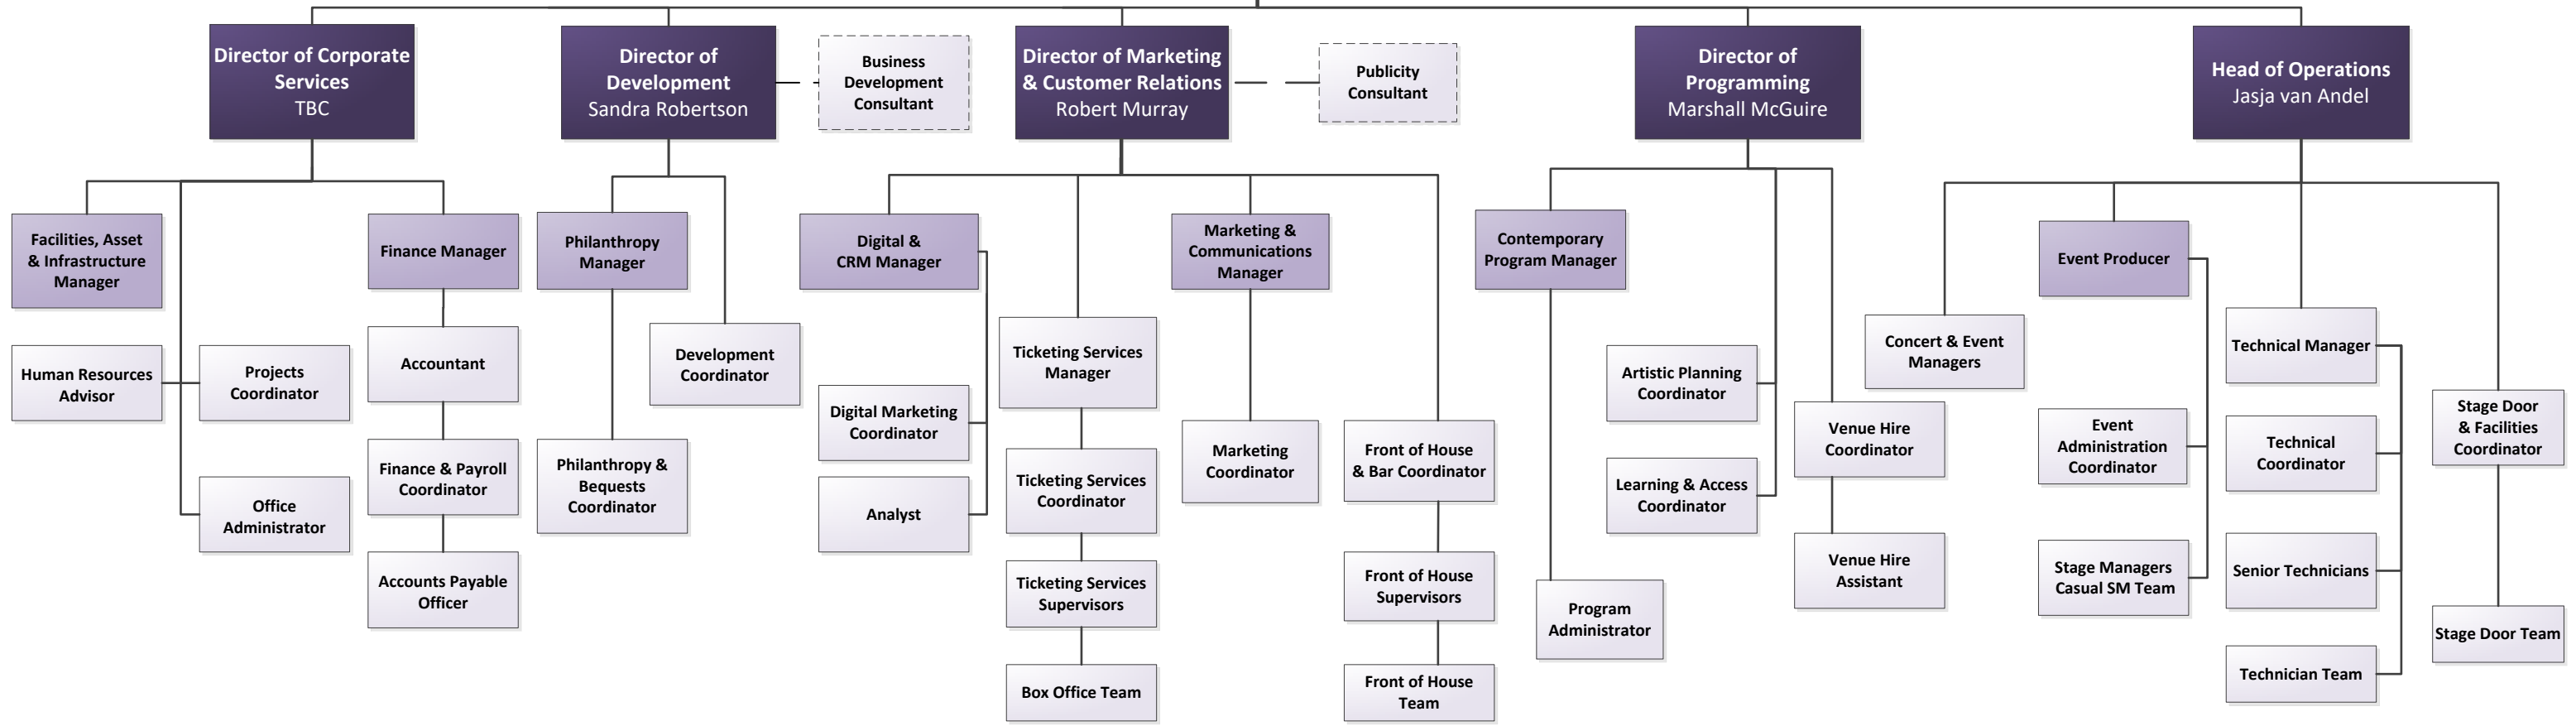 Director of Corporate
Services
TBC
Director of
Development
Sandra Robertson
Business
Development
Consultant
Director of Marketing
& Customer Relations
Robert Murray
Publicity
Consultant
Director of
Programming
Marshall McGuire
Head of Operations
Jasja van Andel
Facilities, Asset
& Infrastructure
Manager
Finance Manager
Philanthropy
Manager
Digital &
CRM Manager
Marketing &
Communications
Manager
Contemporary
Program Manager
Event Producer
Human Resources
Advisor
Projects
Coordinator
Accountant
Development
Coordinator
Ticketing Services
Manager
Artistic Planning
Coordinator
Concert & Event
Managers
Technical Manager
Digital Marketing
Coordinator
Marketing
Coordinator
Front of House
& Bar Coordinator
Venue Hire
Coordinator
Event
Administration
Coordinator
Technical
Coordinator
Stage Door
& Facilities
Coordinator
Office
Administrator
Finance & Payroll
Coordinator
Philanthropy &
Bequests
Coordinator
Analyst
Ticketing Services
Coordinator
Learning & Access
Coordinator
Accounts Payable
Officer
Ticketing Services
Supervisors
Front of House
Supervisors
Program
Administrator
Venue Hire
Assistant
Stage Managers
Casual SM Team
Senior Technicians
Stage Door Team
Box Office Team
Front of House
Team
Technician Team